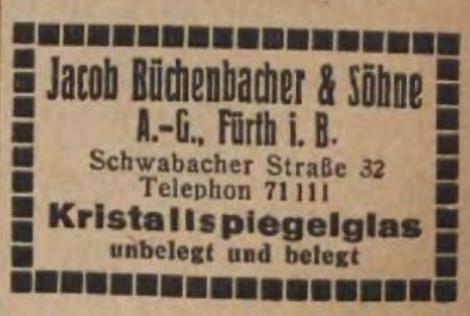 Jacob Büchenbacher & Söhne
A.-G., Fürth i. B.
Schwabacher Straße 32
Telephon 71111
Kristallspiegelglas
unbelegt und belegt